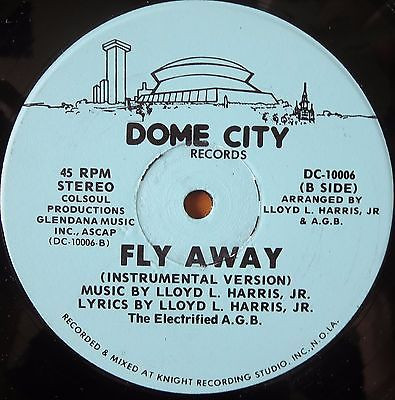 DOME CITY
RECORDS
45 RPM
STEREO
COLSOUL
PRODUCTIONS
GLENDANA MUSIC
INC., ASCAP
(DC-10006-B)
DC-10006
(B SIDE)
ARRANGED BY
LLOYD L. HARRIS, JR
& A.G.B.
FLY AWAY
(INSTRUMENTAL VERSION)
MUSIC BY LLOYD L. HARRIS, JR.
LYRICS BY LLOYD L. HARRIS, JR.
The Electrified A.G.B.
RECORDED & MIXED AT KNIGHT RECORDING STUDIO, INC., N.O.LA.